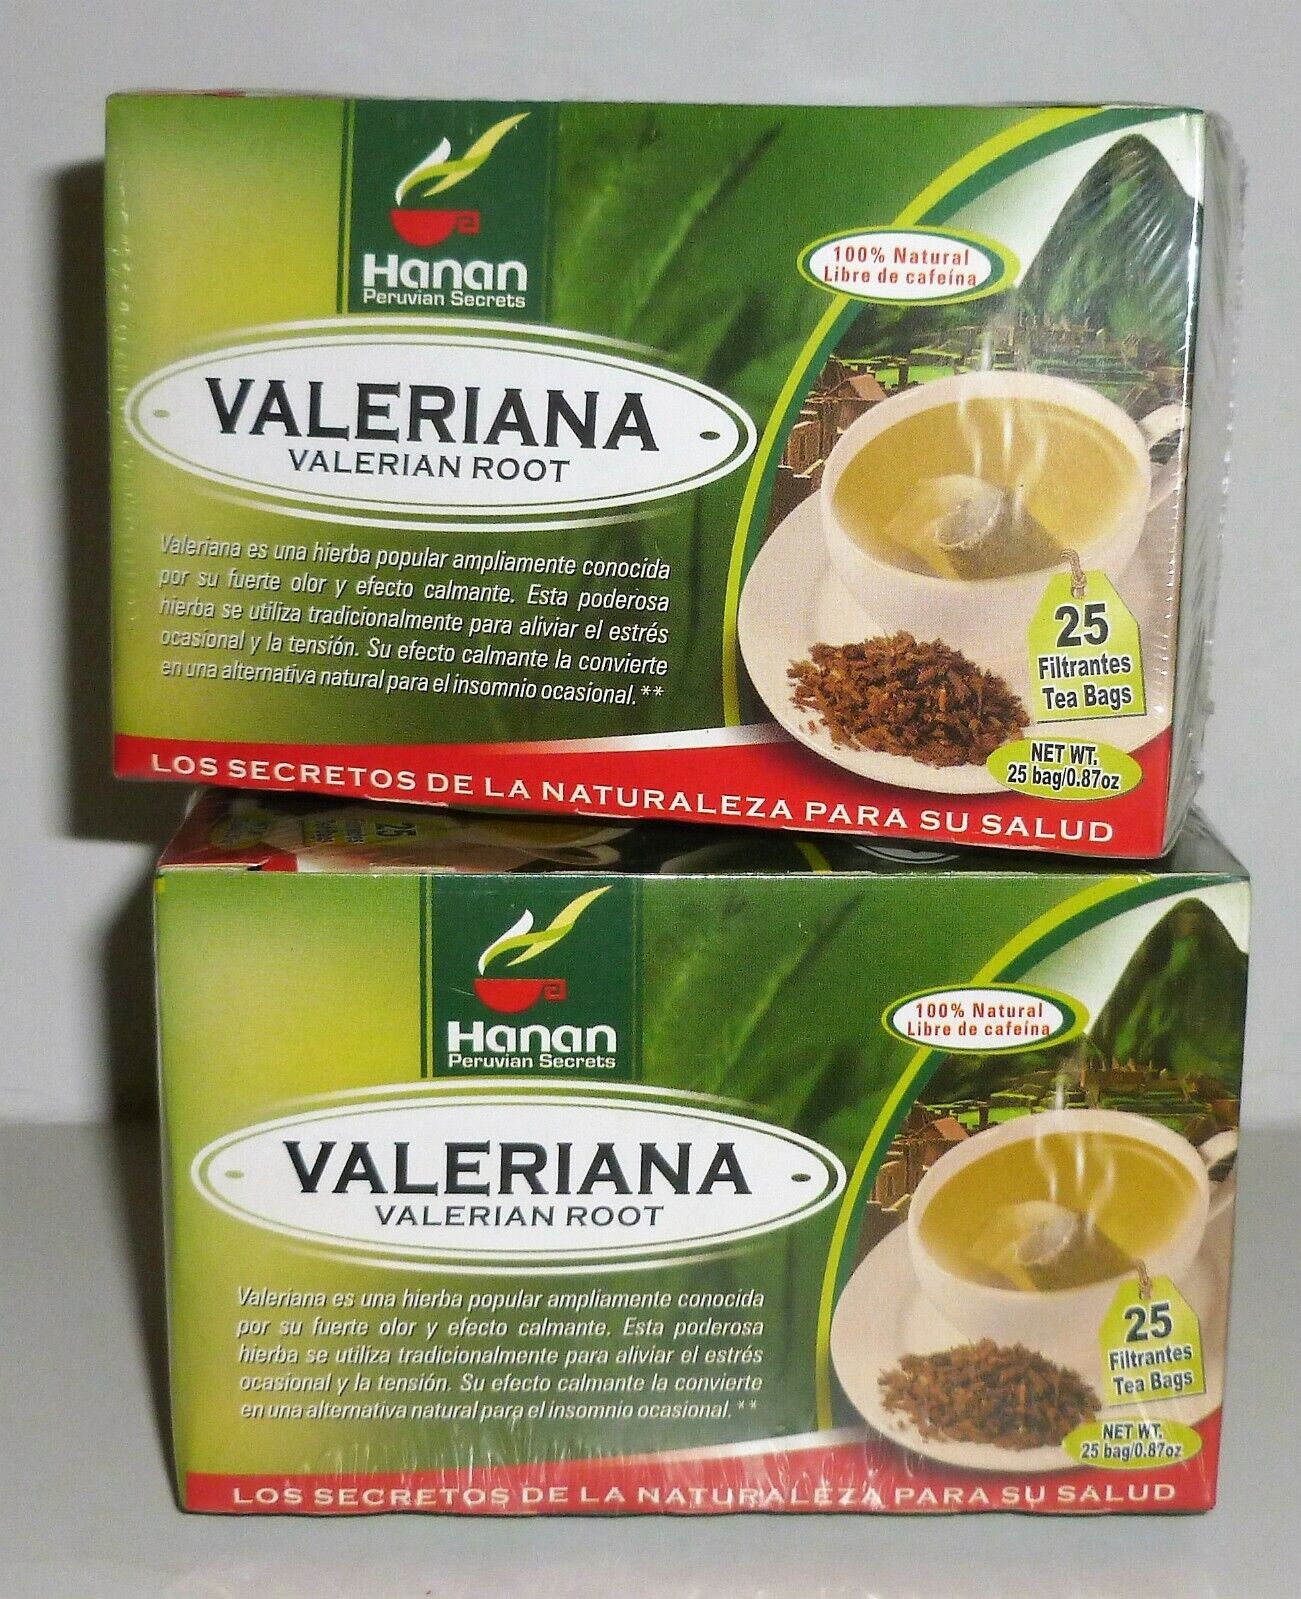 Hanan
Peruvian Secrets
100% Natural
Libre de cafeína
VALERIANA
VALERIAN ROOT
Valeriana es una hierba popular ampliamente conocida
por su fuerte olor y efecto calmante. Esta poderosa
hierba se utiliza tradicionalmente para aliviar el estrés
ocasional y la tensión. Su efecto calmante la convierte
en una alternativa natural para el insomnio ocasional.**
25
Filtrantes
Tea Bags
NET WT.
25 bag/0.87oz
LOS SECRETOS DE LA NATURALEZA PARA SU SALUD
25
Hanan
Peruvian Secrets
100% Natural
Libre de cafeína
VALERIANA
VALERIAN ROOT
Valeriana es una hierba popular ampliamente conocida
por su fuerte olor y efecto calmante. Esta poderosa
hierba se utiliza tradicionalmente para aliviar el estrés
ocasional y la tensión. Su efecto calmante la convierte
en una alternativa natural para el insomnio ocasional.**
25
Filtrantes
Tea Bags
NET WT.
25 bag/0.87oz
LOS SECRETOS DE LA NATURALEZA PARA SU SALUD